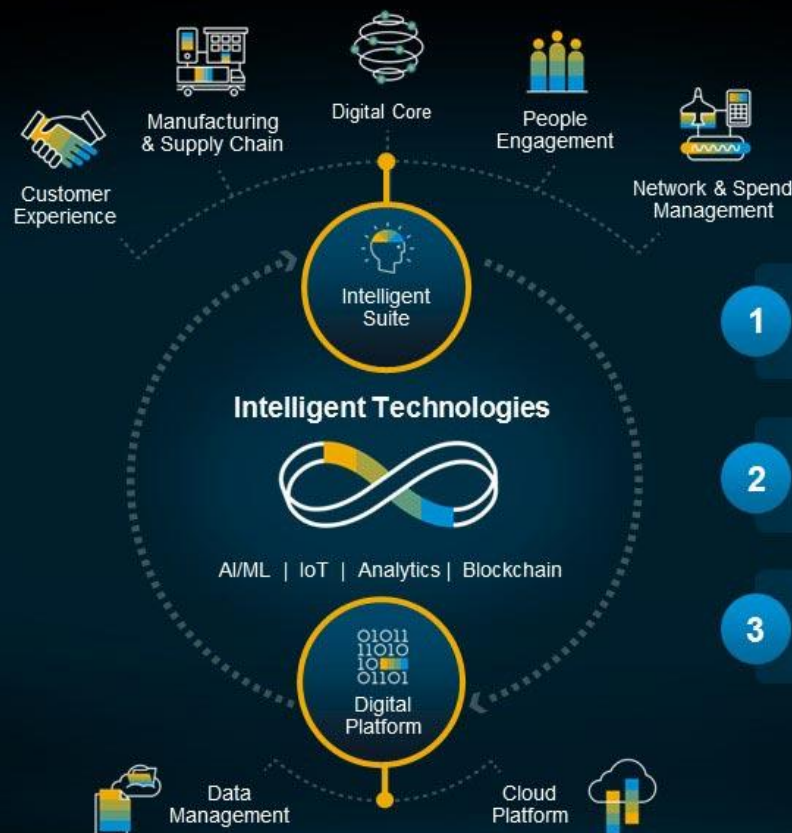 Digital Core
Manufacturing
& Supply Chain
People
Engagement
Customer
Experience
Network & Spend
Management
Intelligent
Suite
1
Intelligent Technologies
2
AI/ML | IoT | Analytics | Blockchain
3
01011
11010
10
01101
Digital
Platform
Data
Management
Cloud
Platform